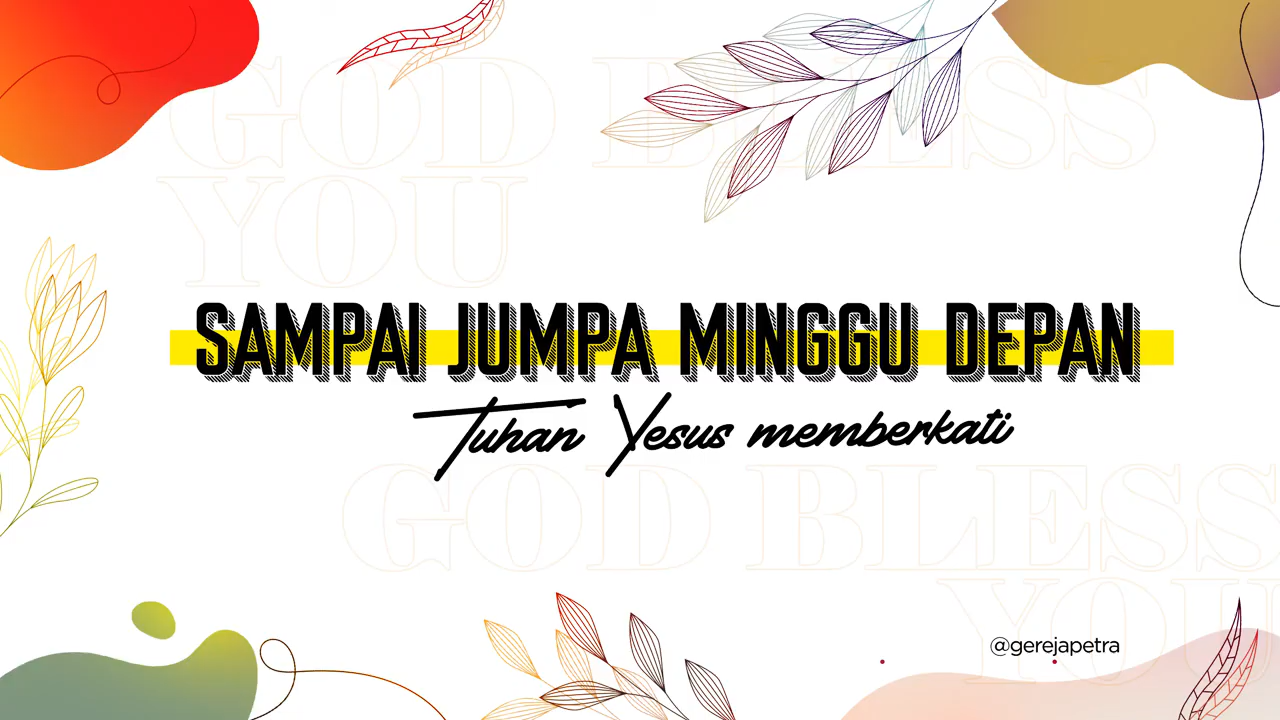 GOD BLESS
YOU
SAMPAI JUMPA MINGGU DEPAN
Tuhan Yesus memberkati
GOD BLESS
YOU
@gerejapetra